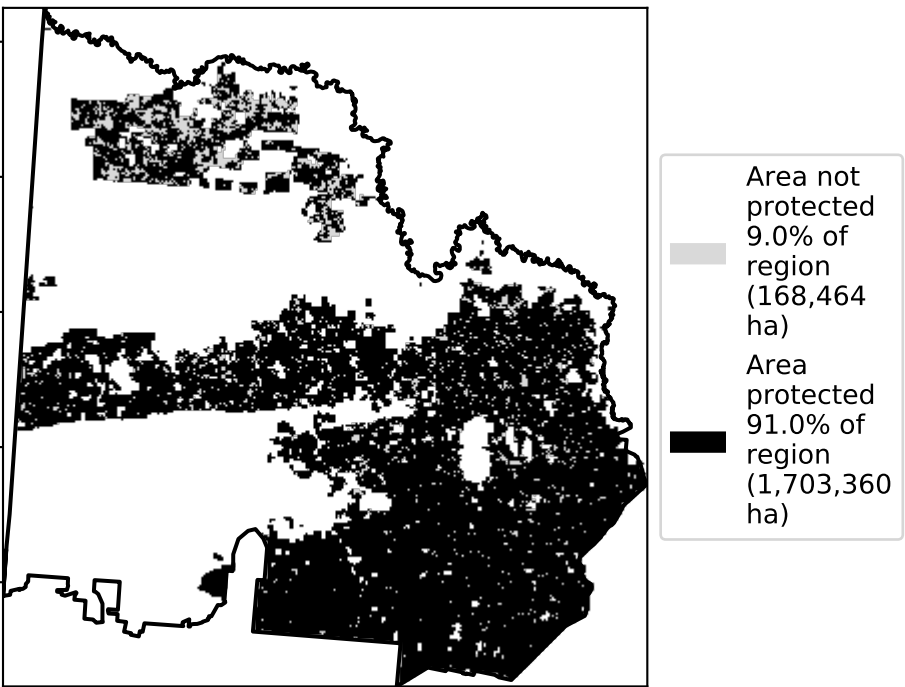 Area not
protected
9.0% of
region
(168,464
ha)
Area
protected
91.0% of
region
(1,703,360
ha)